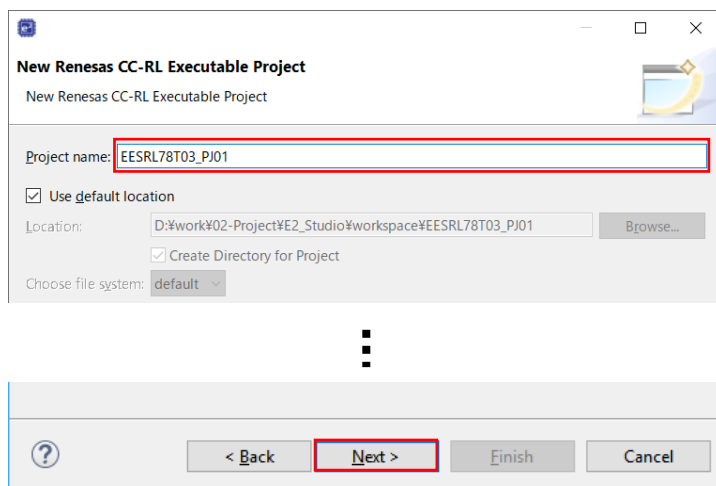 New Renesas CC-RL Executable Project
New Renesas CC-RL Executable Project
Project name: EESRL78T03_PJ01
Use default location
Location: D:¥work¥02-Project¥E2_Studio¥workspace¥EESRL78T03_PJ01 Browse...
Create Directory for Project
Choose file system: default
< Back Next > Finish Cancel